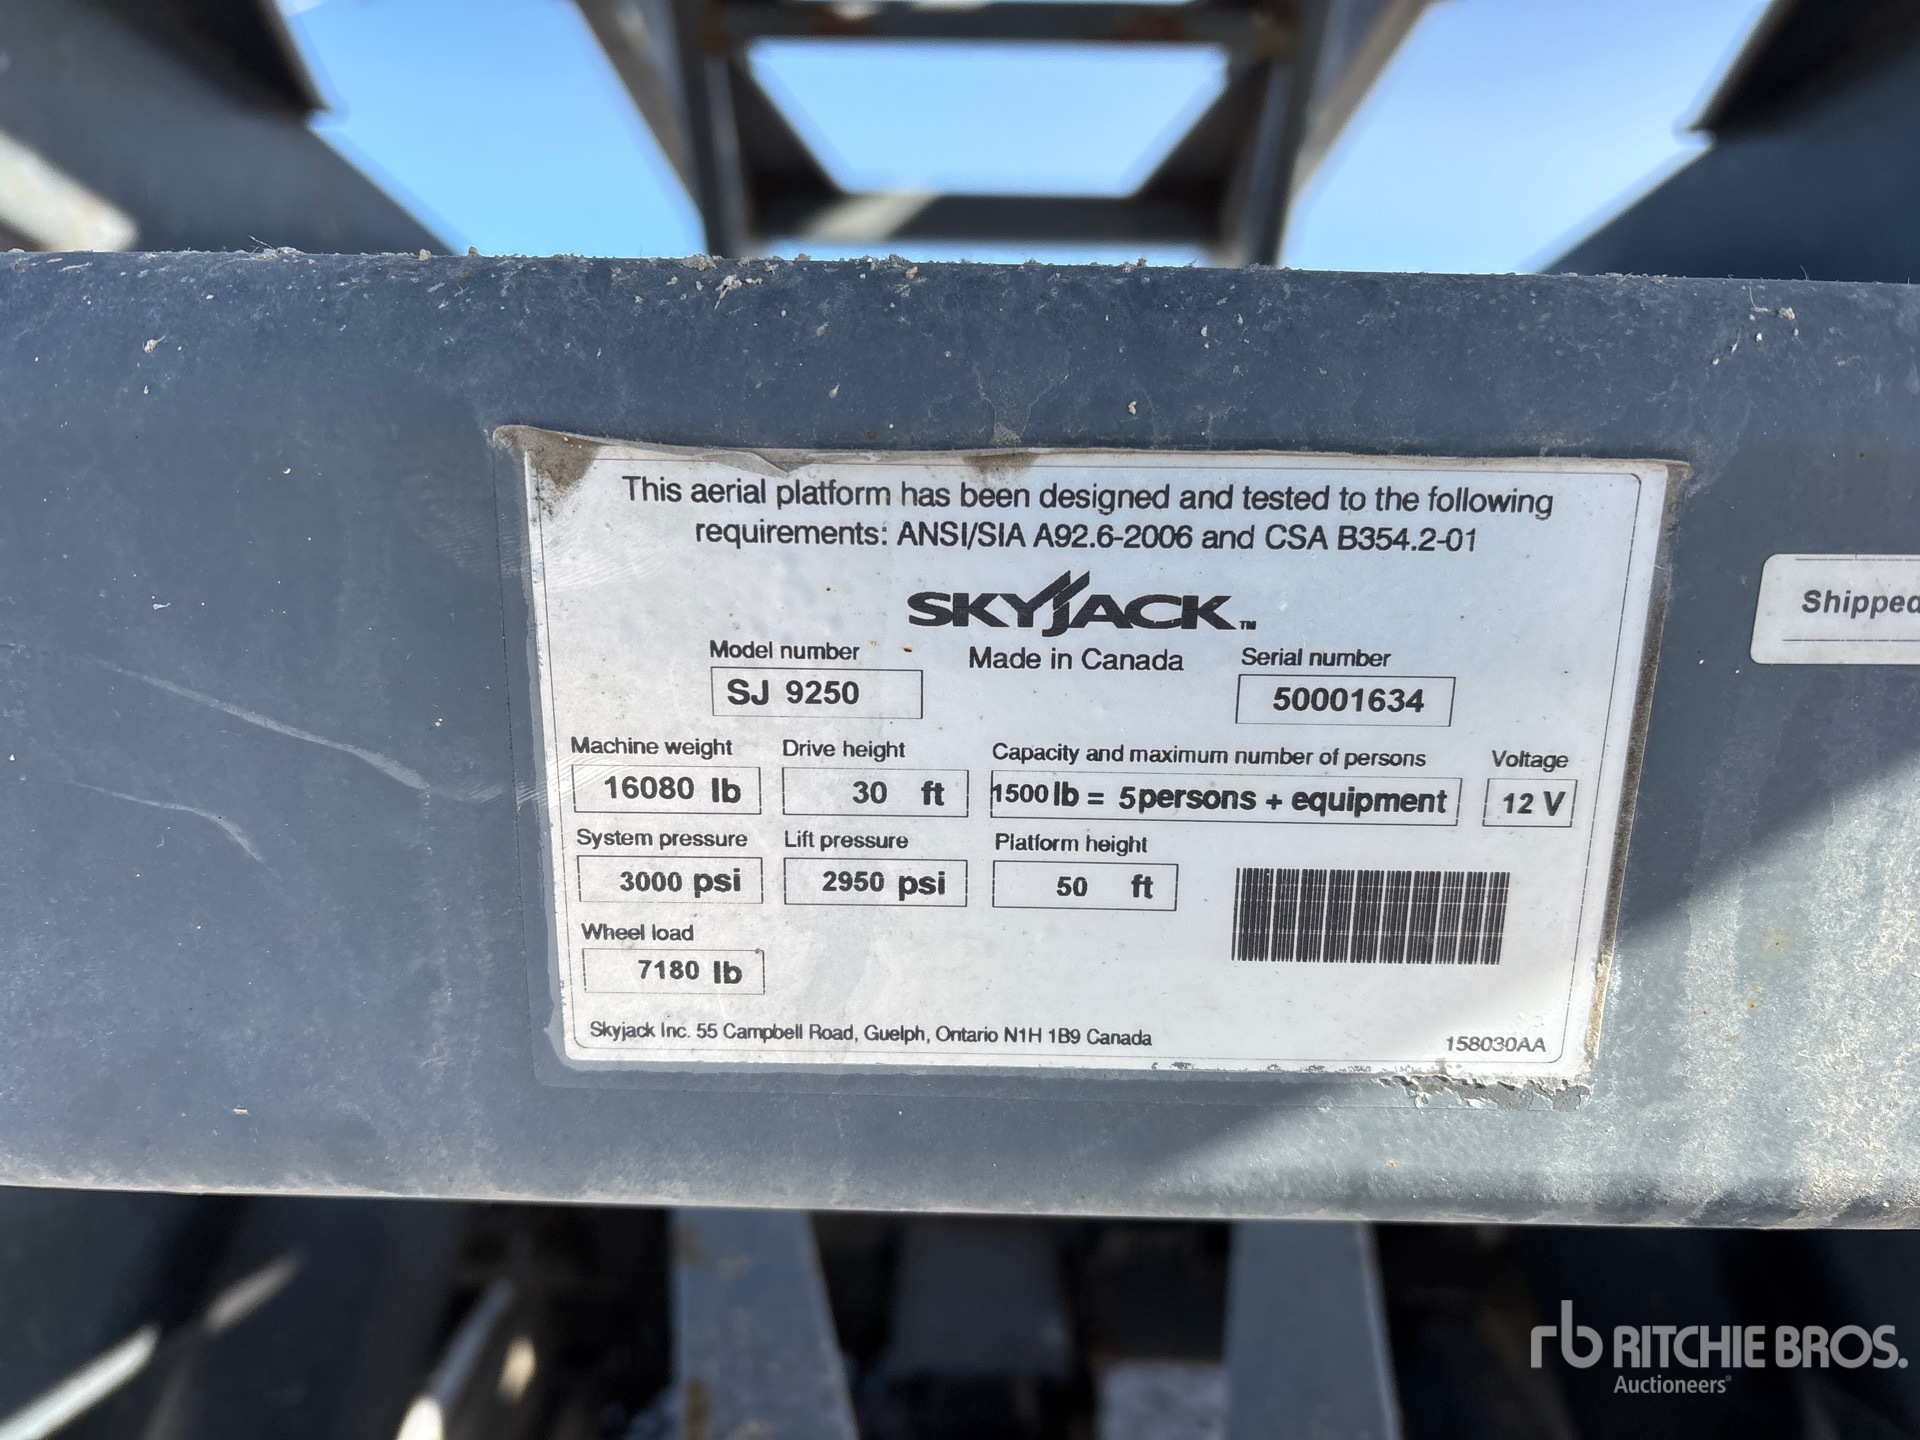 This aerial platform has been designed and tested to the following
requirements: ANSI/SIA A92.6-2006 and CSA B354.2-01
SKYJACK™
Made in Canada
Model number
SJ 9250
Serial number
50001634
Machine weight
16080 lb
Drive height
30 ft
Capacity and maximum number of persons
1500 lb = 5persons + equipment
Voltage
12 V
System pressure
3000 psi
Lift pressure
2950 psi
Platform height
50 ft
Wheel load
7180 lb
Skyjack Inc. 55 Campbell Road, Guelph, Ontario N1H 1B9 Canada
158030AA
Shipped
rb RITCHIE BROS.
Auctioneers®